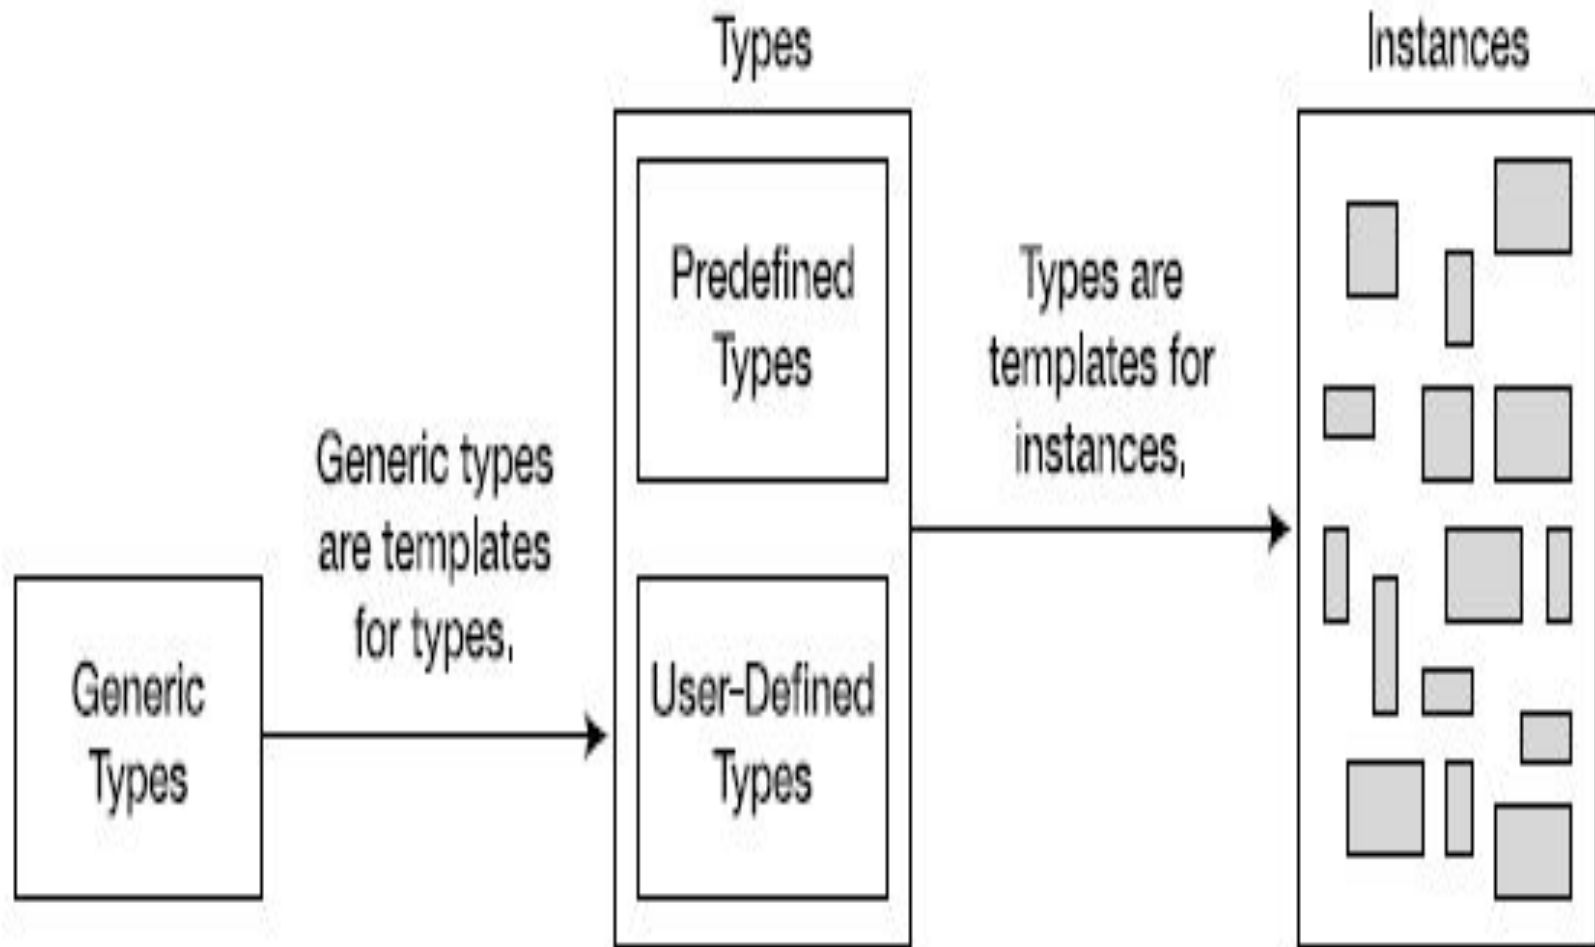 Types
Instances
Predefined
Types
Types are
templates for
instances.
Generic types
are templates
for types.
Generic
Types
User-Defined
Types